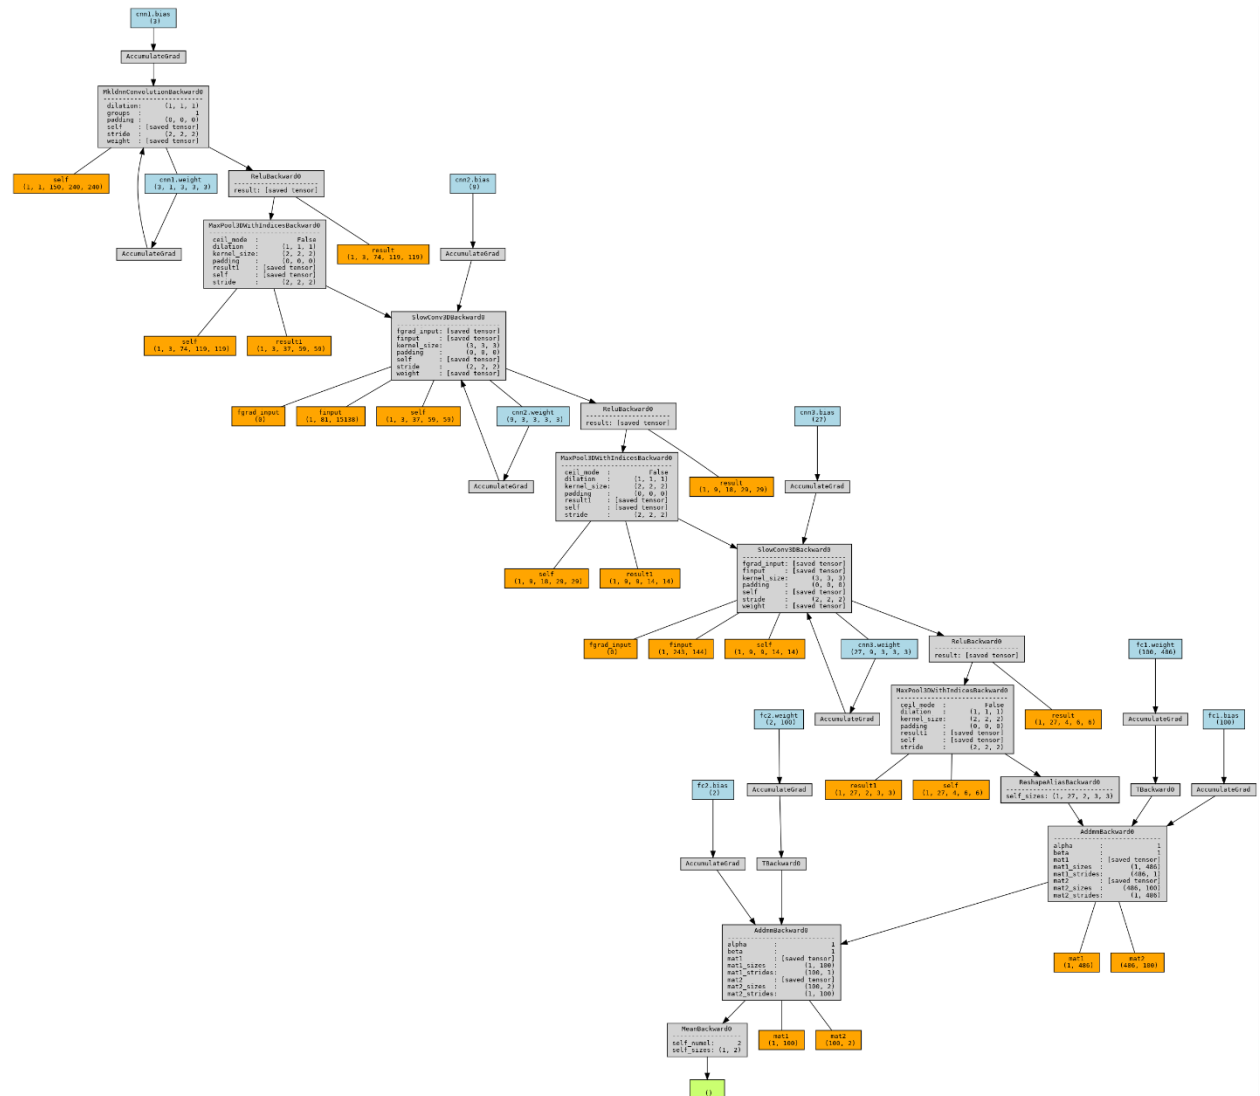 cnn1.bias
(3)
AccumulateGrad
MkldnnConvolutionBackward0
--------------------------
dilation: (1, 1, 1)
groups : 1
padding : (0, 0, 0)
self : [saved tensor]
stride : (2, 2, 2)
weight : [saved tensor]
self
(1, 1, 150, 240, 240)
cnn1.weight
(3, 1, 3, 3, 3)
AccumulateGrad
ReluBackward0
----------------------
result: [saved tensor]
cnn2.bias
(9)
AccumulateGrad
MaxPool3DWithIndicesBackward0
-----------------------------
ceil_mode : False
dilation : (1, 1, 1)
kernel_size: (2, 2, 2)
padding : (0, 0, 0)
result1 : [saved tensor]
self : [saved tensor]
stride : (2, 2, 2)
result
(1, 3, 74, 119, 119)
self
(1, 3, 74, 119, 119)
result1
(1, 3, 37, 59, 59)
SlowConv3DBackward0
---------------------------
fgrad_input: [saved tensor]
finput : [saved tensor]
kernel_size: (3, 3, 3)
padding : (0, 0, 0)
self : [saved tensor]
stride : (2, 2, 2)
weight : [saved tensor]
fgrad_input
(0)
finput
(1, 81, 15138)
self
(1, 3, 37, 59, 59)
cnn2.weight
(9, 3, 3, 3, 3)
AccumulateGrad
ReluBackward0
----------------------
result: [saved tensor]
cnn3.bias
(27)
AccumulateGrad
MaxPool3DWithIndicesBackward0
-----------------------------
ceil_mode : False
dilation : (1, 1, 1)
kernel_size: (2, 2, 2)
padding : (0, 0, 0)
result1 : [saved tensor]
self : [saved tensor]
stride : (2, 2, 2)
result
(1, 9, 18, 29, 29)
self
(1, 9, 18, 29, 29)
result1
(1, 9, 9, 14, 14)
SlowConv3DBackward0
---------------------------
fgrad_input: [saved tensor]
finput : [saved tensor]
kernel_size: (3, 3, 3)
padding : (0, 0, 0)
self : [saved tensor]
stride : (2, 2, 2)
weight : [saved tensor]
fgrad_input
(0)
finput
(1, 243, 144)
self
(1, 9, 9, 14, 14)
cnn3.weight
(27, 9, 3, 3, 3)
AccumulateGrad
ReluBackward0
----------------------
result: [saved tensor]
fc1.weight
(100, 486)
MaxPool3DWithIndicesBackward0
-----------------------------
ceil_mode : False
dilation : (1, 1, 1)
kernel_size: (2, 2, 2)
padding : (0, 0, 0)
result1 : [saved tensor]
self : [saved tensor]
stride : (2, 2, 2)
result
(1, 27, 4, 6, 6)
AccumulateGrad
fc1.bias
(100)
fc2.weight
(2, 100)
result1
(1, 27, 2, 3, 3)
self
(1, 27, 4, 6, 6)
ReshapeAliasBackward0
---------------------------
self_sizes: (1, 27, 2, 3, 3)
TBackward0
AccumulateGrad
fc2.bias
(2)
AccumulateGrad
AccumulateGrad
TBackward0
AddmmBackward0
--------------------------
alpha : 1
beta : 1
mat1 : [saved tensor]
mat1_sizes : (1, 486)
mat1_strides: (486, 1)
mat2 : [saved tensor]
mat2_sizes : (486, 100)
mat2_strides: (1, 486)
mat1
(1, 486)
mat2
(486, 100)
AddmmBackward0
--------------------------
alpha : 1
beta : 1
mat1 : [saved tensor]
mat1_sizes : (1, 100)
mat1_strides: (100, 1)
mat2 : [saved tensor]
mat2_sizes : (100, 2)
mat2_strides: (1, 100)
MeanBackward0
------------------
self_numel: 2
self_sizes: (1, 2)
mat1
(1, 100)
mat2
(100, 2)
()